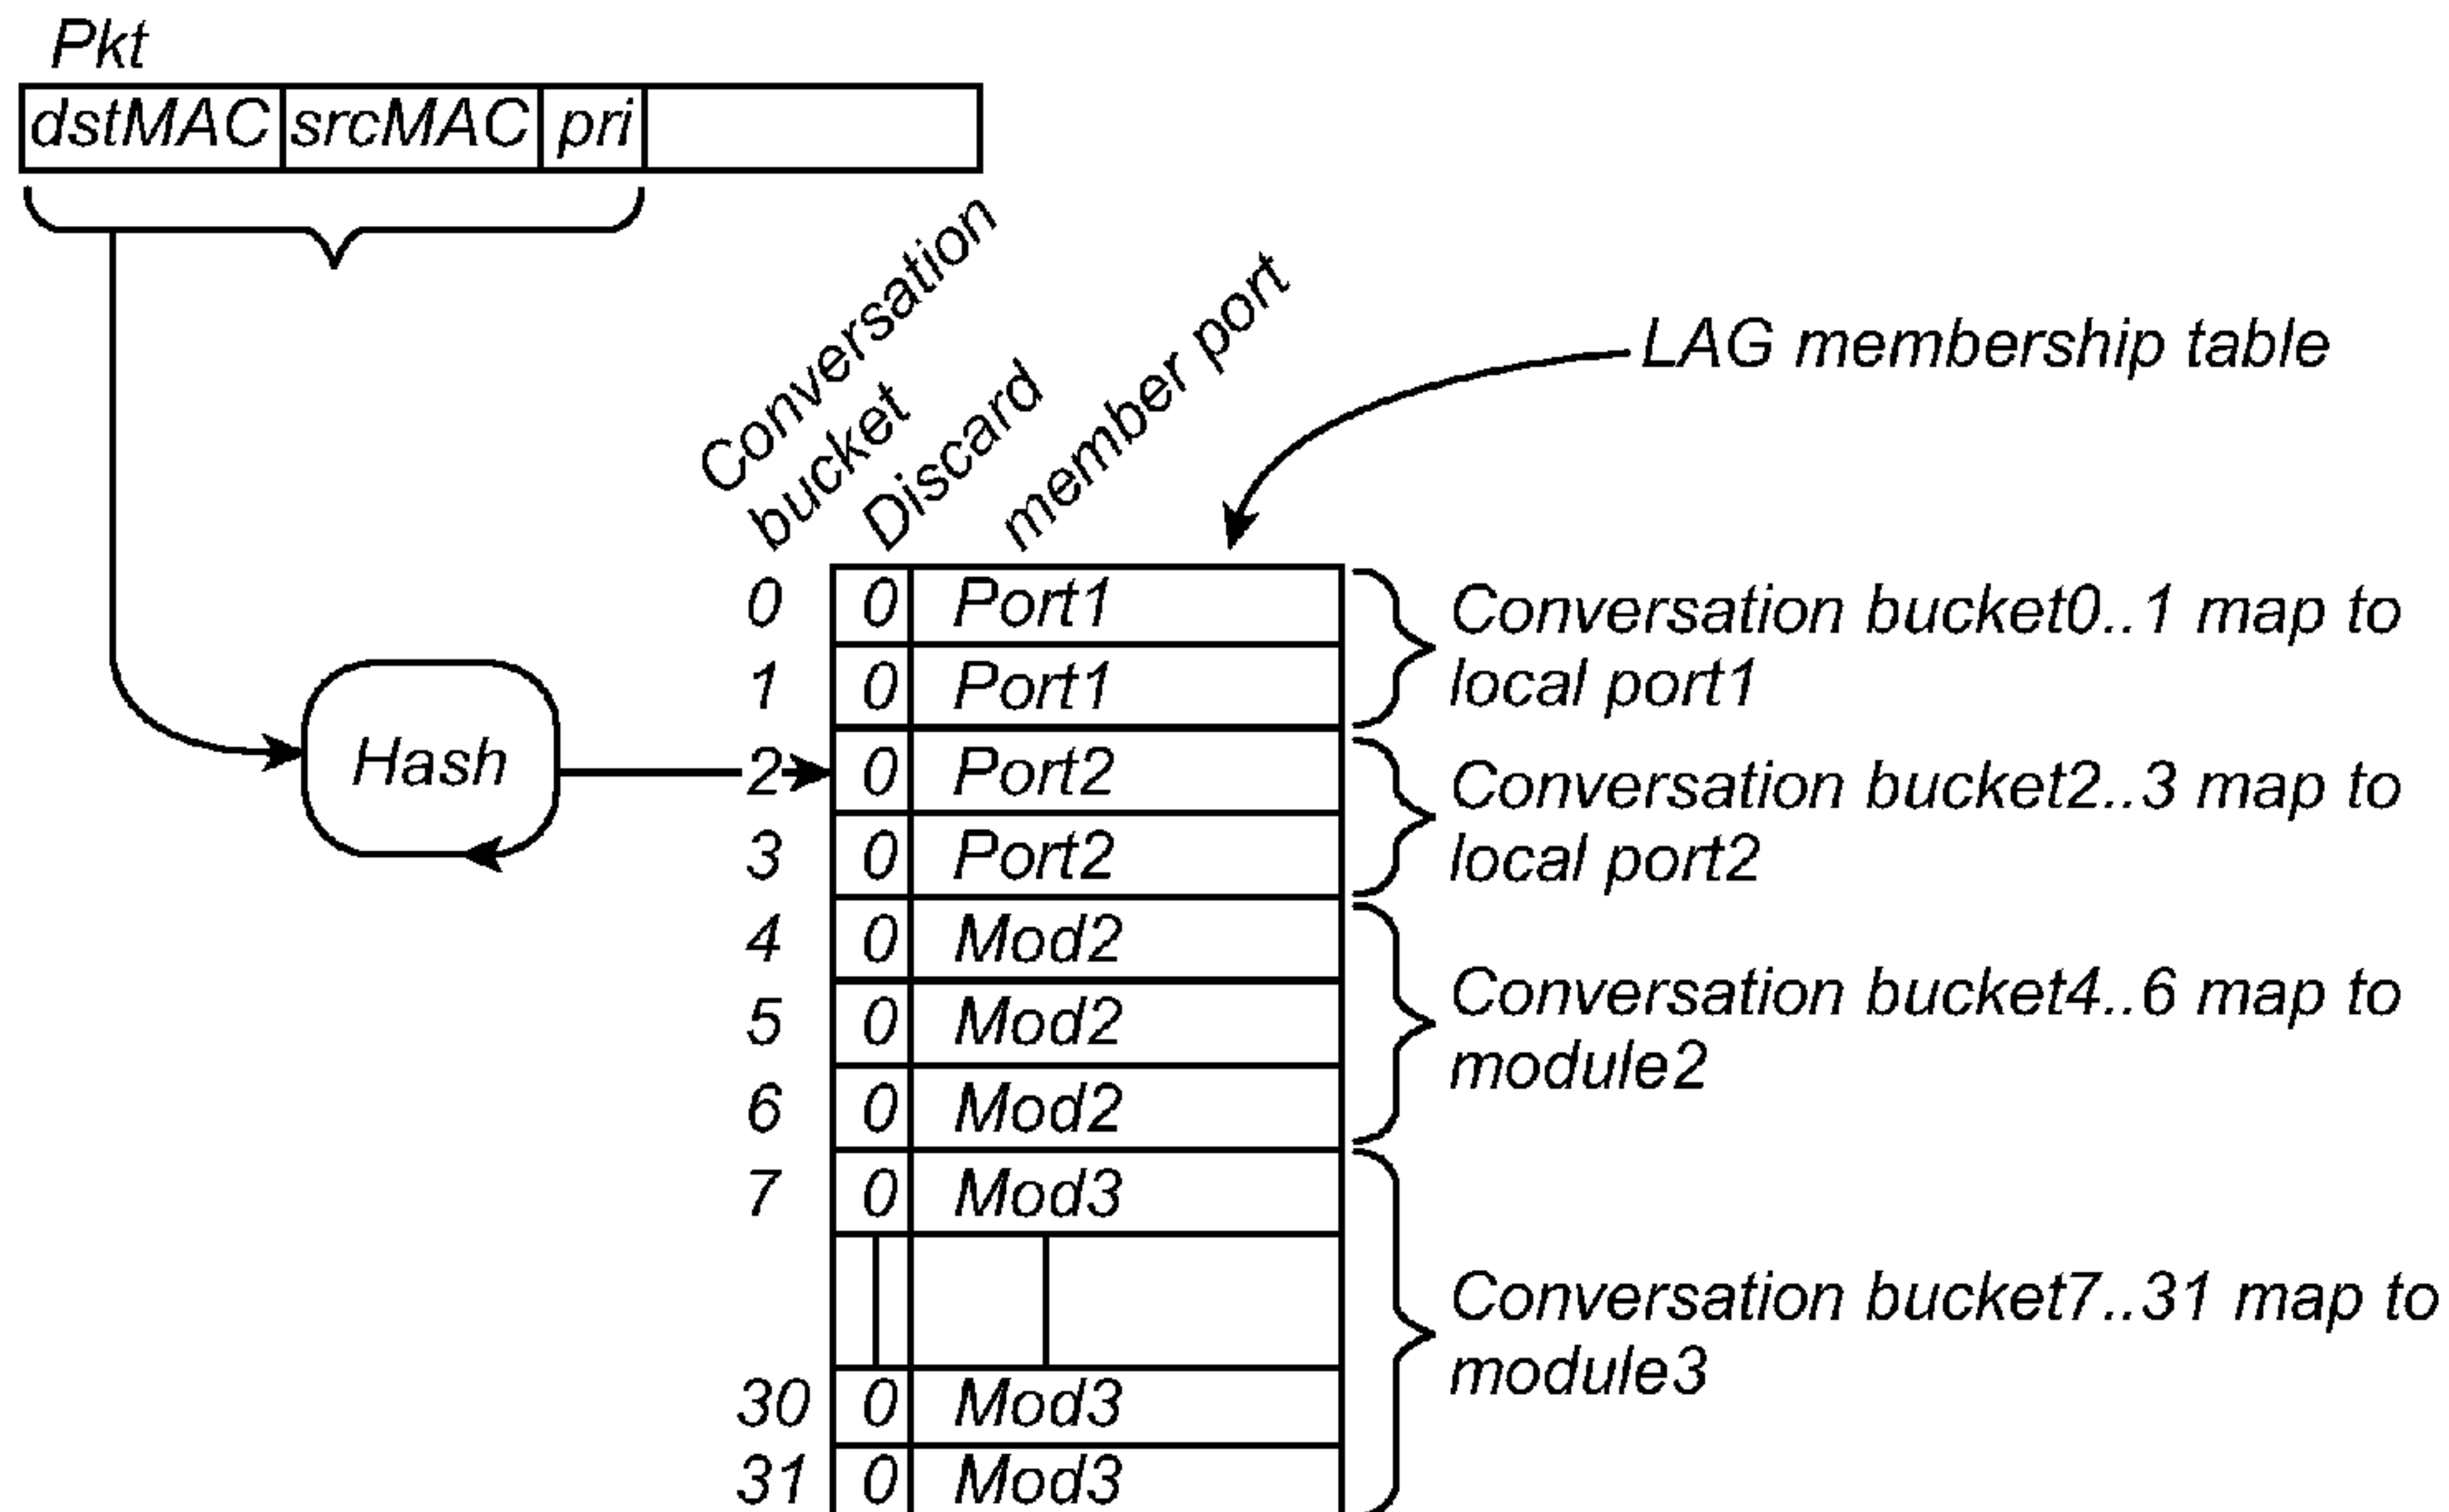 Pkt
dstMAC srcMAC pri
Conversation
bucket
Discard
member port
LAG membership table
0 0 Port1
1 0 Port1
Conversation bucket0..1 map to
local port1
Hash
2 0 Port2
3 0 Port2
Conversation bucket2..3 map to
local port2
4 0 Mod2
5 0 Mod2
6 0 Mod2
Conversation bucket4..6 map to
module2
7 0 Mod3
30 0 Mod3
31 0 Mod3
Conversation bucket7..31 map to
module3